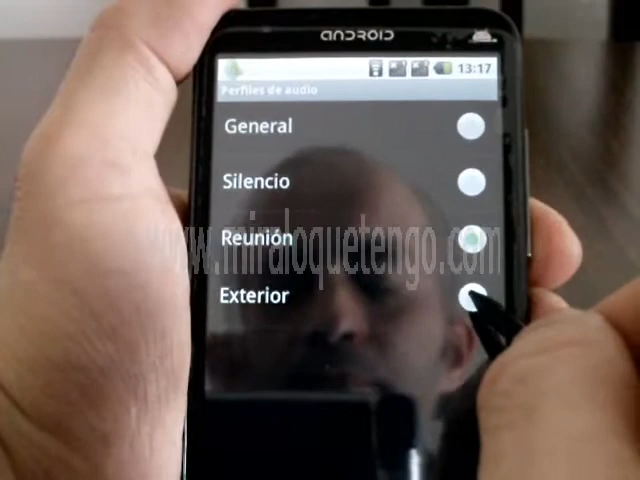 ANDROID
13:17
Perfiles de audio
General
Silencio
Reunión
www.miraloquetengo.com
Exterior